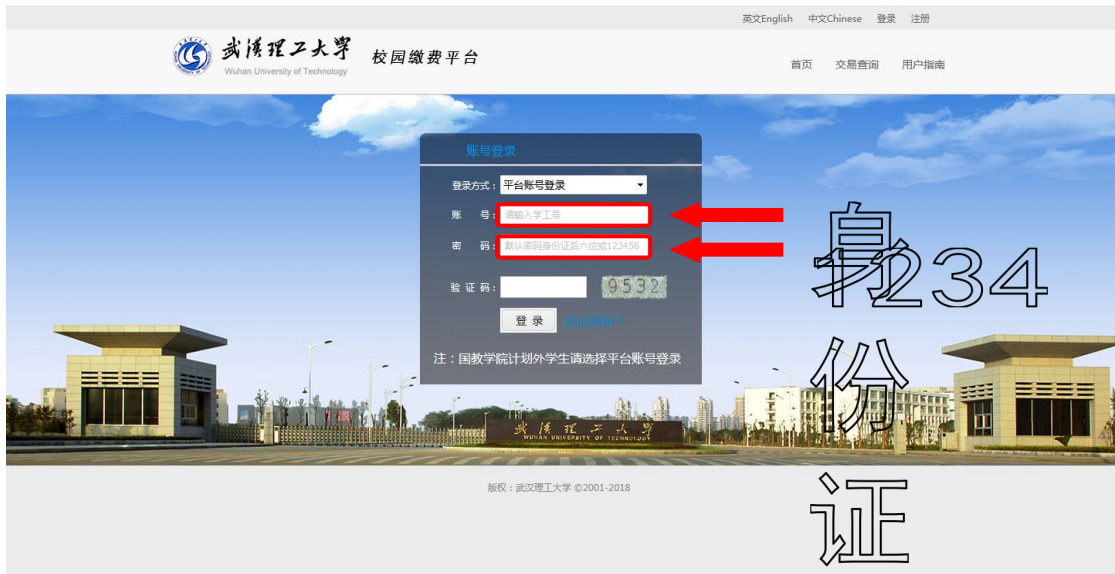 英文English 中文Chinese 登录 注册
武汉理工大学 校园缴费平台
Wuhan University of Technology
首页 交易查询 用户指南
账号登录
登录方式： 平台账号登录
账 号： 请输入学工号
密 码： 默认密码身份证后六位或123456
验 证 码： 9532
登 录 忘记密码？
注：国教学院计划外学生请选择平台账号登录
身
1234
份
证
武汉理工大学
WUHAN UNIVERSITY OF TECHNOLOGY
版权：武汉理工大学 ©2001-2018